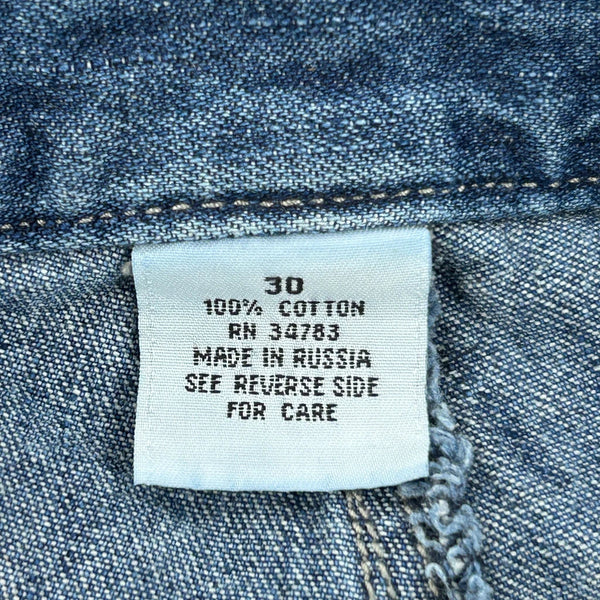 30
100% COTTON
RN 34783
MADE IN RUSSIA
SEE REVERSE SIDE
FOR CARE